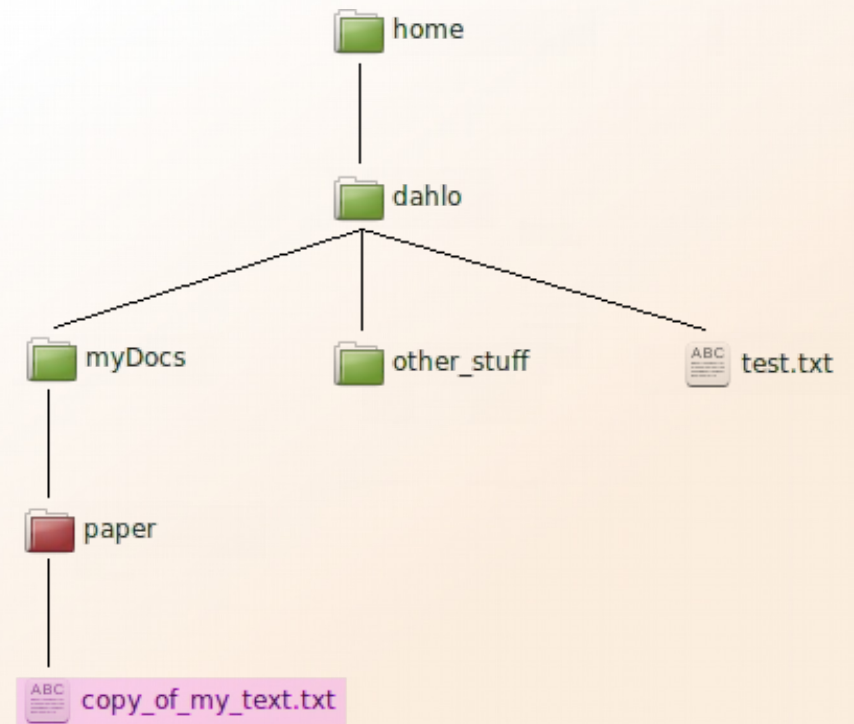 home
dahlo
myDocs
other_stuff
ABC
test.txt
paper
ABC
copy_of_my_text.txt